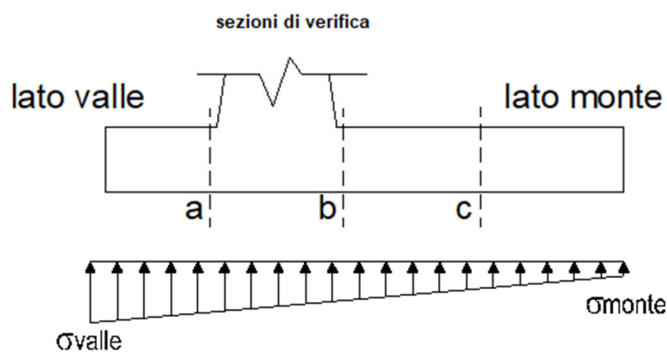 sezioni di verifica
lato valle
lato monte
a
b
c
σmonte
σvalle